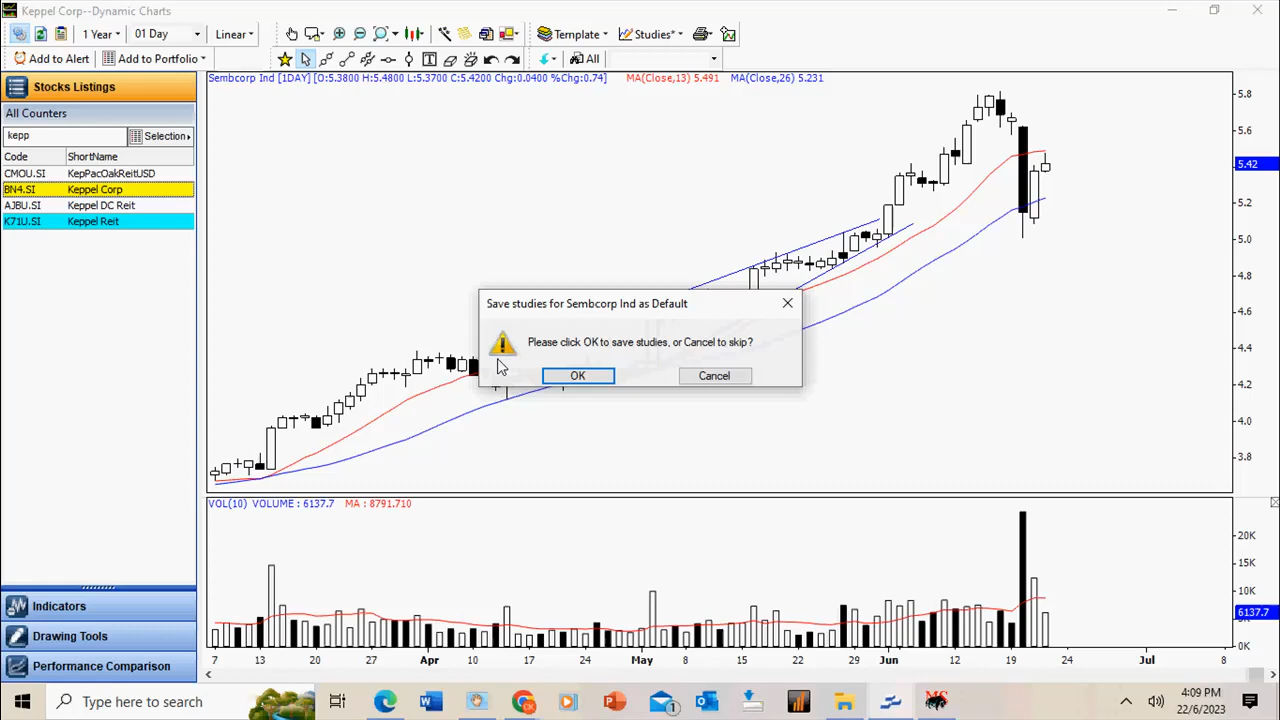 Keppel Corp--Dynamic Charts
1 Year
01 Day
Linear
Template
Studies*
Add to Alert
Add to Portfolio
All
Stocks Listings
All Counters
kepp
Selection
Code ShortName
CMOU.SI KepPacOakReitUSD
BN4.SI Keppel Corp
AJBU.SI Keppel DC Reit
K71U.SI Keppel Reit
Indicators
Drawing Tools
Performance Comparison
Sembcorp Ind [1DAY] [O:5.3800 H:5.4800 L:5.3700 C:5.4200 Chg:0.0400 %Chg:0.74] MA(Close,13) 5.491 MA(Close,26) 5.231
5.8
5.6
5.42
5.2
5.0
4.8
4.6
4.4
4.2
4.0
3.8
Save studies for Sembcorp Ind as Default
Please click OK to save studies, or Cancel to skip?
OK
Cancel
VOL(10) VOLUME : 6137.7 MA : 8791.710
20K
15K
10K
6137.7
5K
0K
7 13 20 27 Apr 10 17 24 May 8 15 22 29 Jun 12 19 24 Jul 8
Type here to search
1
4:09 PM
22/6/2023